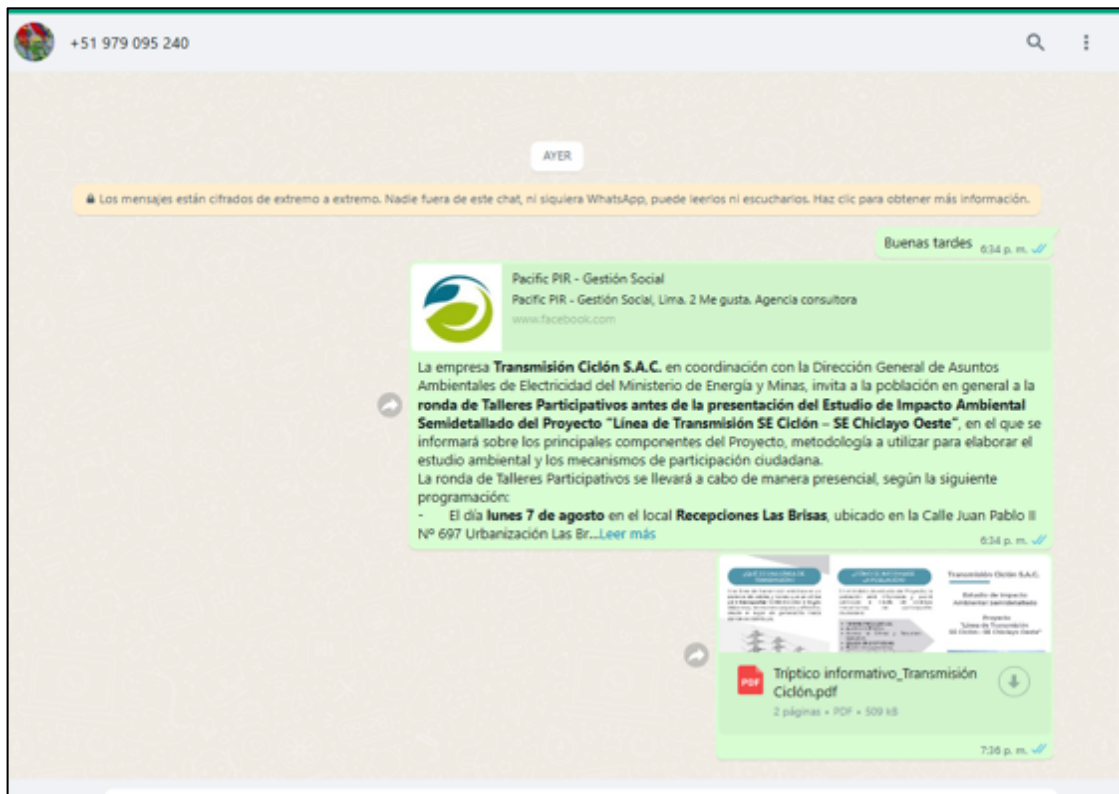 +51 979 095 240
AYER
Los mensajes están cifrados de extremo a extremo. Nadie fuera de este chat, ni siquiera WhatsApp, puede leerlos ni escucharlos. Haz clic para obtener más información.
Buenas tardes 6:34 p. m.
Pacific PIR - Gestión Social
Pacific PIR - Gestión Social, Lima. 2 Me gusta. Agencia consultora
www.facebook.com
La empresa Transmisión Ciclón S.A.C. en coordinación con la Dirección General de Asuntos
Ambientales de Electricidad del Ministerio de Energía y Minas, invita a la población en general a la
ronda de Talleres Participativos antes de la presentación del Estudio de Impacto Ambiental
Semidetallado del Proyecto "Línea de Transmisión SE Ciclón – SE Chiclayo Oeste", en el que se
informará sobre los principales componentes del Proyecto, metodología a utilizar para elaborar el
estudio ambiental y los mecanismos de participación ciudadana.
La ronda de Talleres Participativos se llevará a cabo de manera presencial, según la siguiente
programación:
- El día lunes 7 de agosto en el local Recepciones Las Brisas, ubicado en la Calle Juan Pablo II
Nº 697 Urbanización Las Br...Leer más
6:34 p. m.
Transmisión Ciclón S.A.C.
Estudio de Impacto
Ambiental Semidetallado
Proyecto
"Línea de Transmisión
SE Ciclón - SE Chiclayo Oeste"
PDF
Tríptico informativo_Transmisión
Ciclón.pdf
2 páginas • PDF • 509 kB
7:36 p. m.